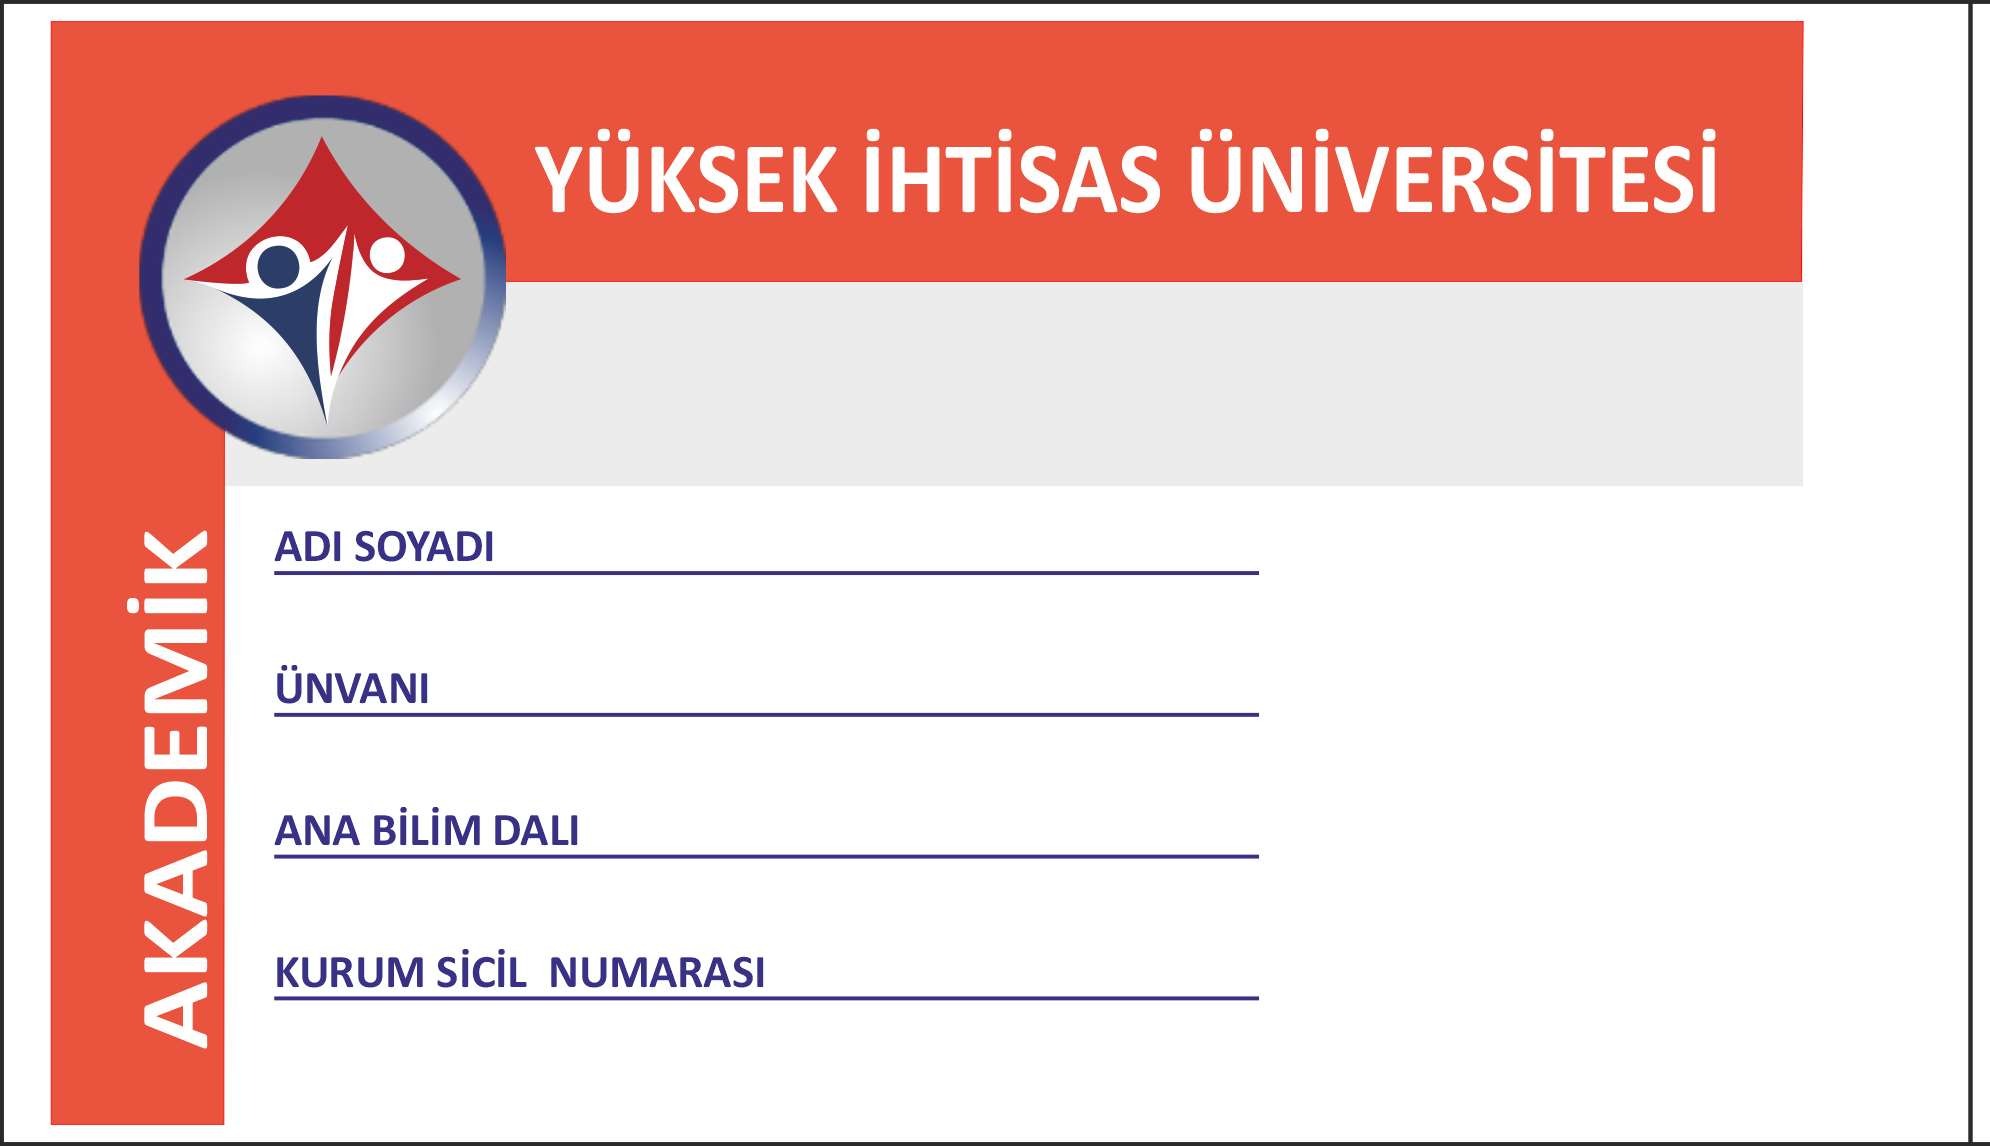 YÜKSEK İHTİSAS ÜNİVERSİTESİ
AKADEMİK
ADI SOYADI
ÜNVANI
ANA BİLİM DALI
KURUM SİCİL  NUMARASI